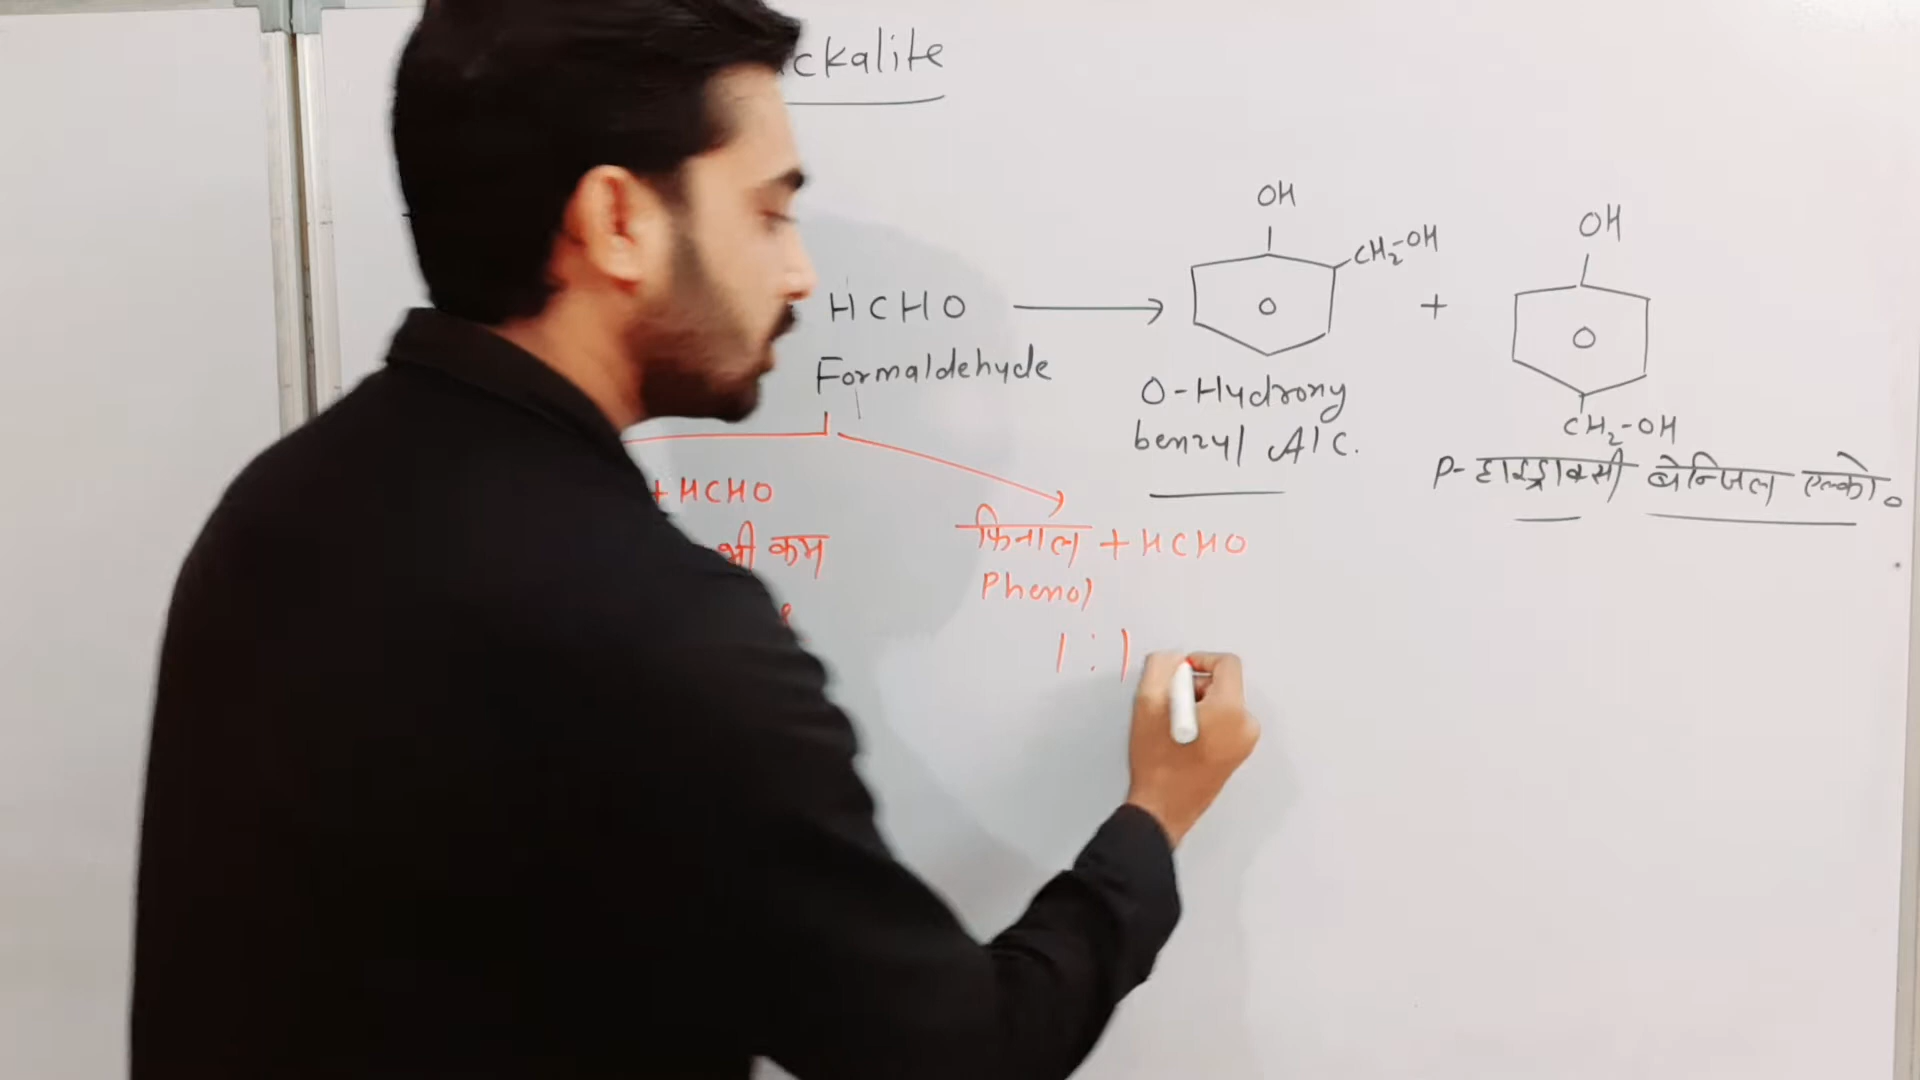 ckalite
OH
CH2-OH
HCHO
+
Formaldehyde
O-Hydroxy
benzyl Alc.
OH
CH2-OH
P-हाइड्राक्सी बेन्जिल एल्को०
+ HCHO
भी कम
फिनाल + HCHO
Phenol
1:1